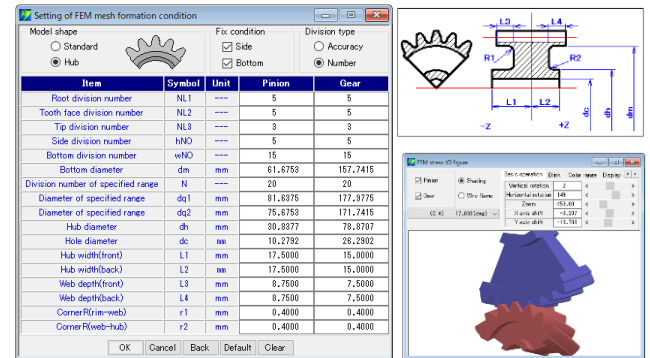 Setting of FEM mesh formation condition
Model shape
Standard
Hub
Fix condition
Side
Bottom
Division type
Accuracy
Number
Item Symbol Unit Pinion Gear
Root division number NL1 --- 5 5
Tooth face division number NL2 --- 5 5
Tip division number NL3 --- 3 3
Side division number hNO --- 5 5
Bottom division number wNO --- 15 15
Bottom diameter dm mm 61.6753 157.7415
Division number of specified range N --- 20 20
Diameter of specified range dq1 mm 81.6375 177.9775
Diameter of specified range dq2 mm 75.6753 171.7415
Hub diameter dh mm 30.8377 78.8707
Hole diameter dc mm 10.2792 26.2902
Hub width(front) L1 mm 17.5000 15.0000
Hub width(back) L2 mm 17.5000 15.0000
Web depth(front) L3 mm 8.7500 7.5000
Web depth(back) L4 mm 8.7500 7.5000
CornerR(rim-web) r1 mm 0.4000 0.4000
CornerR(web-hub) r2 mm 0.4000 0.4000
OK Cancel Back Default Clear
L3 L4
R1 R2
L1 L2
dc dh dm
-Z +Z
FEM stress 3D figure
Pinion
Gear
Shading
Wire frame
Basic operation Blink Color range Display
Vertical rotation 2
Horizontal rotation 149
Zoom
X-axis shift
Y-axis shift